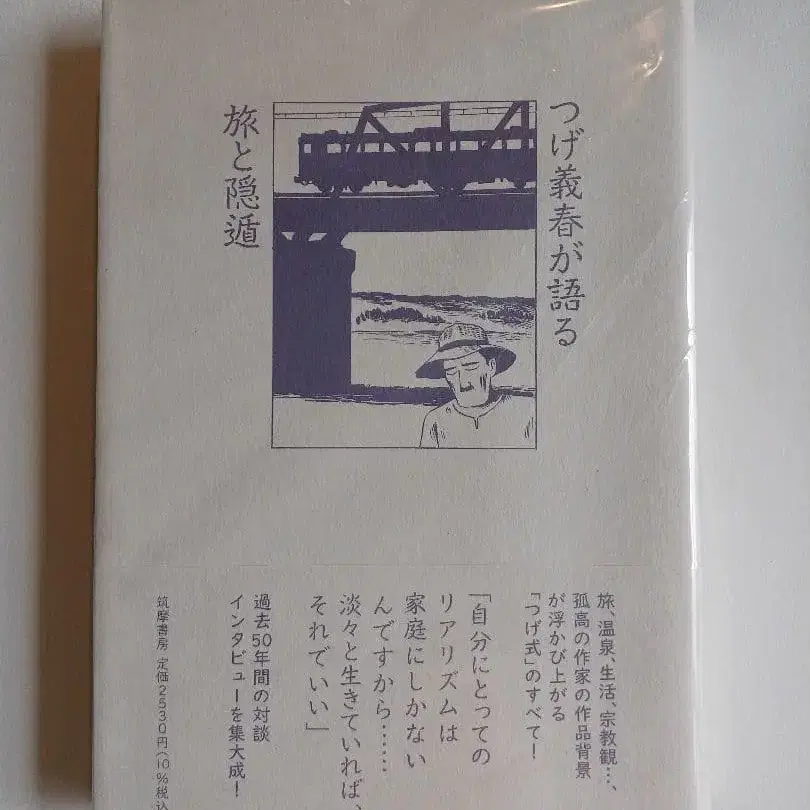 つげ義春が語る
旅と隠遁
旅、温泉、生活、宗教観…、
孤高の作家の作品背景
が浮かび上がる
「つげ式」のすべて！
「自分にとっての
リアリズムは
家庭にしかない
んですから……
淡々と生きていれば、
それでいい」
過去50年間の対談
インタビューを集大成！
筑摩書房 定価2530円（10％税込